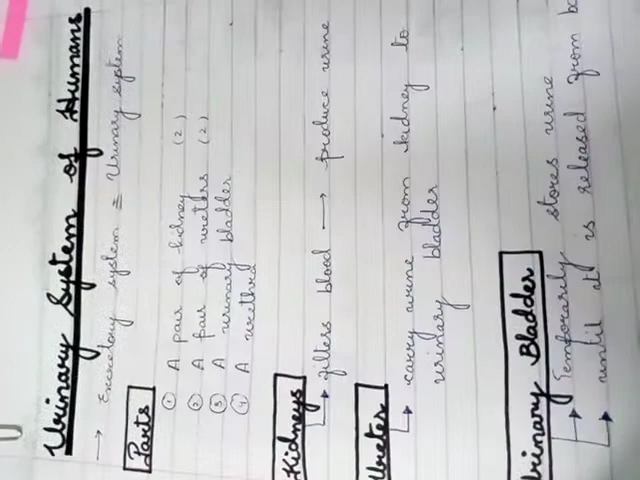 Urinary System of Humans
→ Excretory system = Urinary system
Parts
① A pair of kidney (2)
② A pair of ureters (2)
③ A urinary bladder
④ A urethra
Kidneys
↳ filters blood → produce urine
Ureter
↳ carry urine from kidney to
urinary bladder
Urinary Bladder
↳ Temporarily stores urine
↳ until it is released from